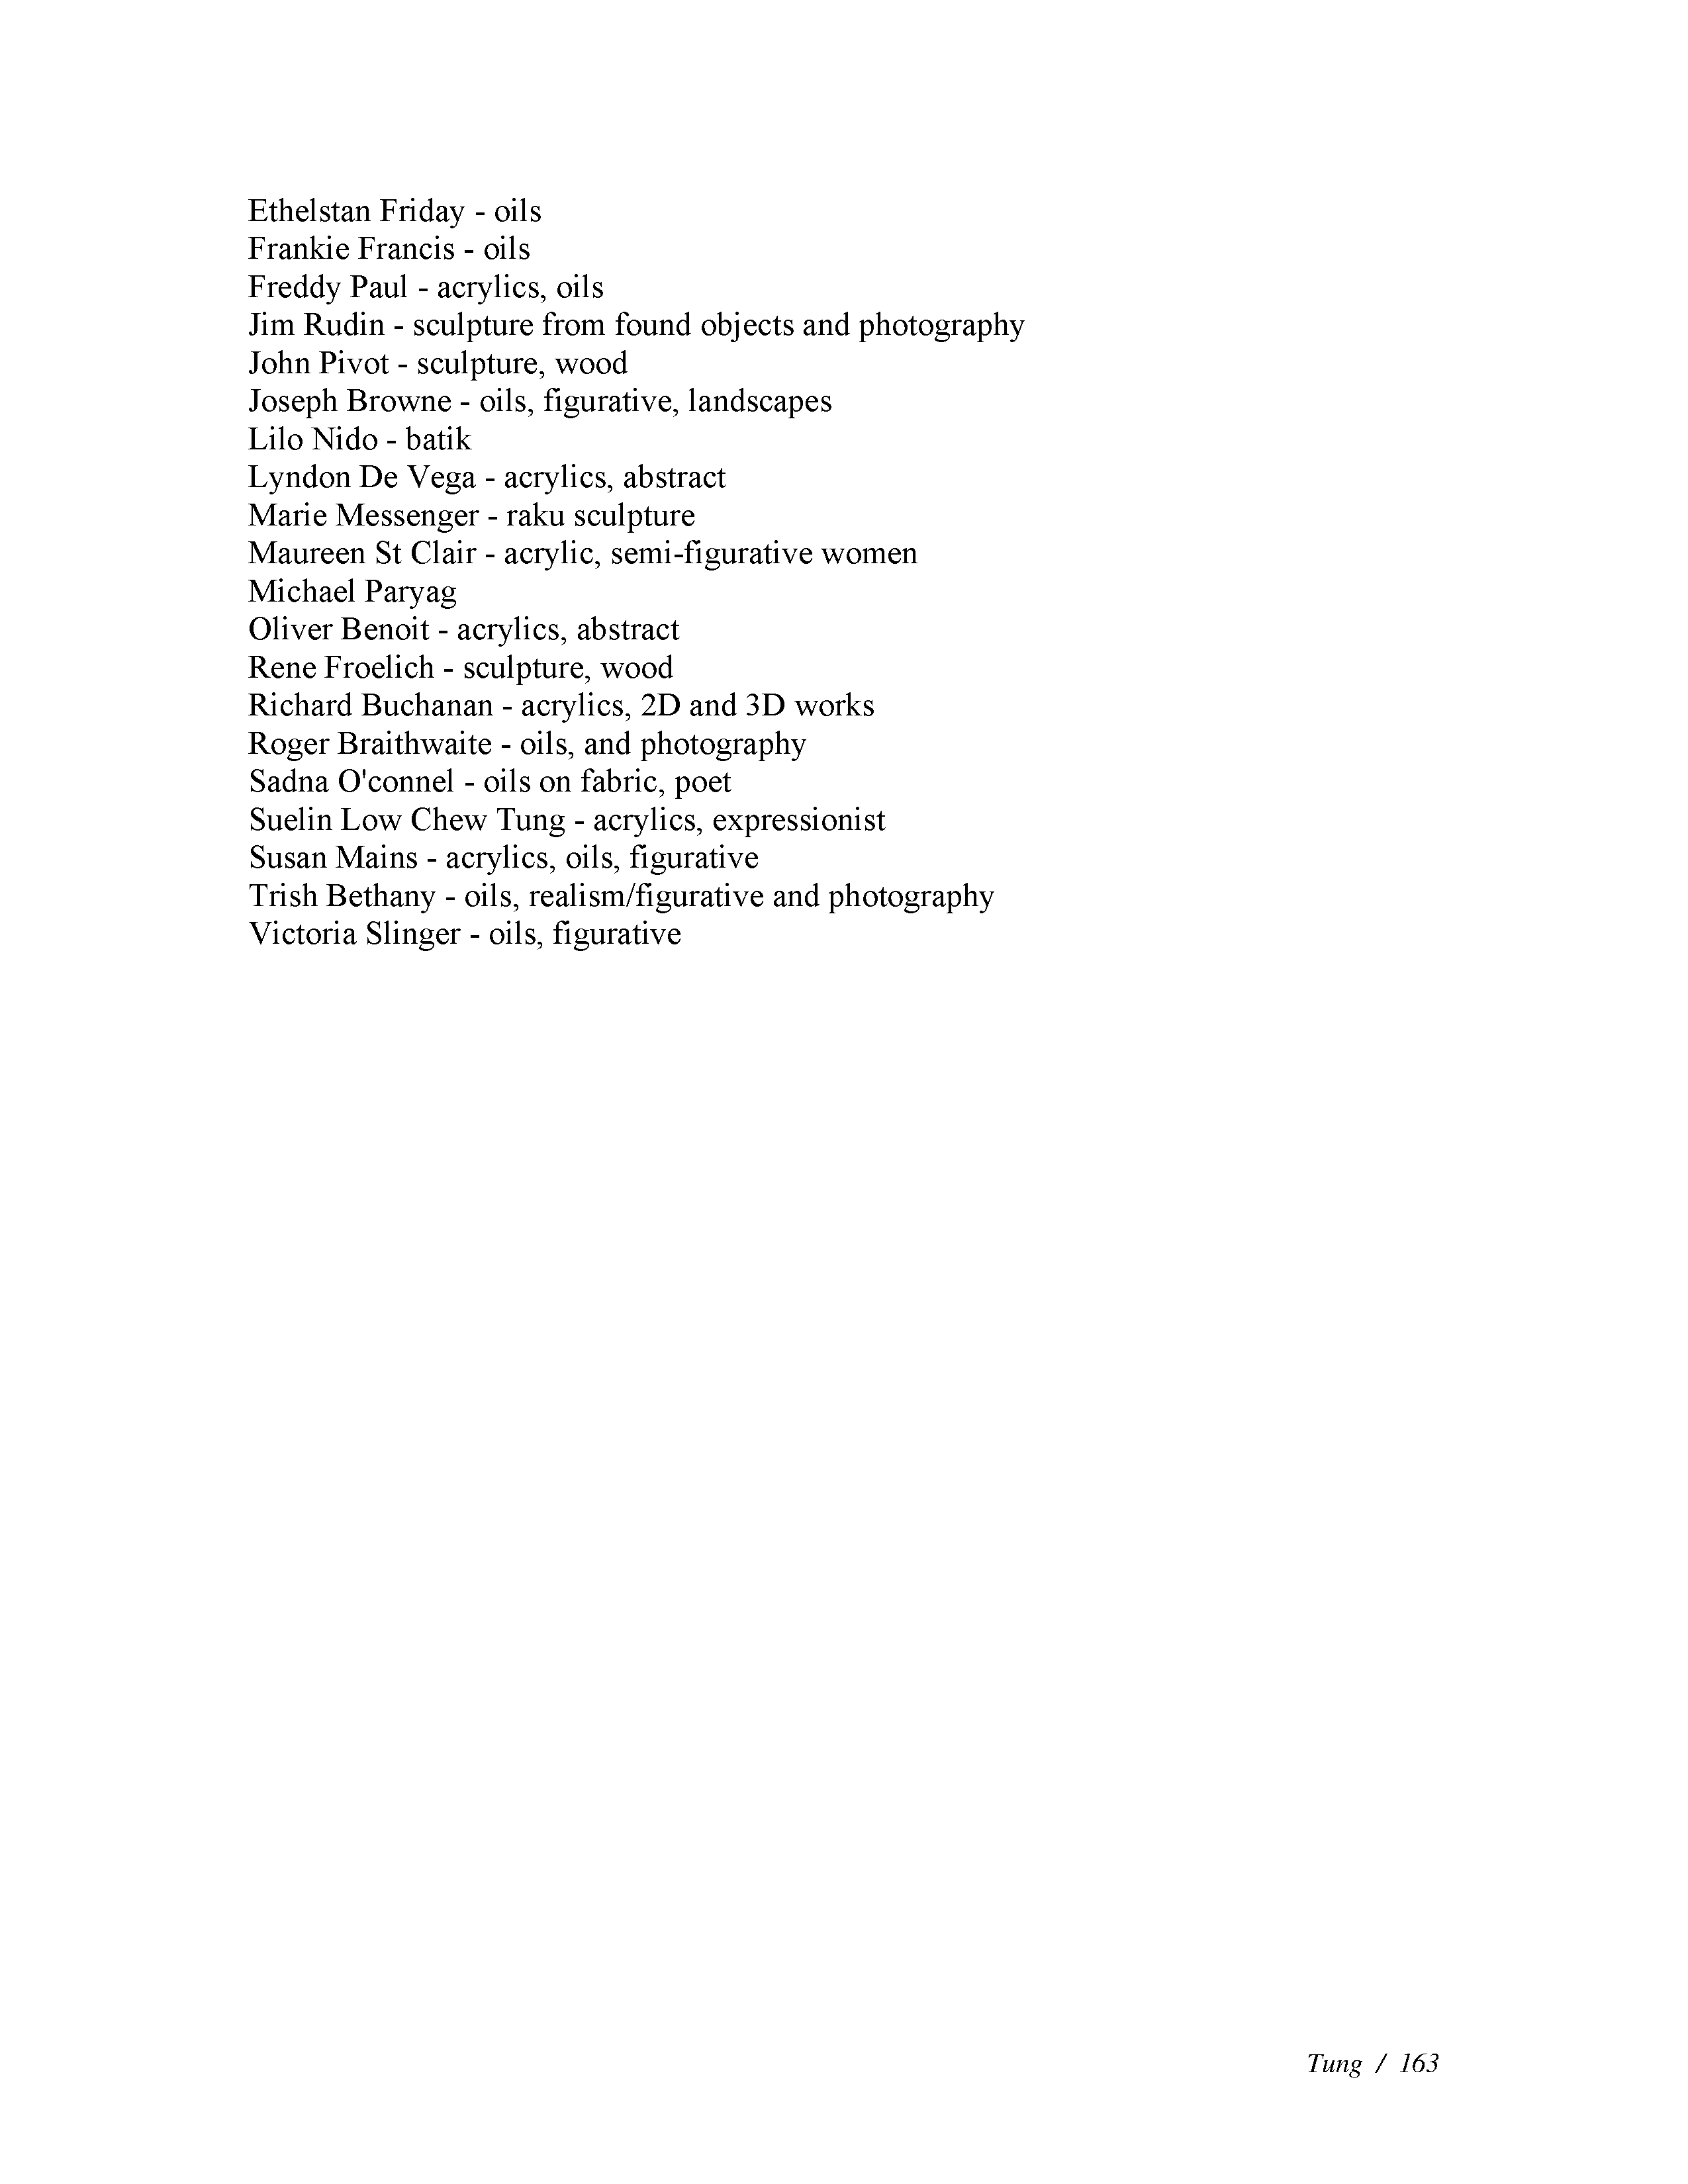 Ethelstan Friday - oils
Frankie Francis - oils
Freddy Paul - acrylics, oils
Jim Rudin - sculpture from found objects and photography
John Pivot - sculpture, wood
Joseph Browne - oils, figurative, landscapes
Lilo Nido - batik
Lyndon De Vega - acrylics, abstract
Marie Messenger - raku sculpture
Maureen St Clair - acrylic, semi-figurative women
Michael Paryag
Oliver Benoit - acrylics, abstract
Rene Froelich - sculpture, wood
Richard Buchanan - acrylics, 2D and 3D works
Roger Braithwaite - oils, and photography
Sadna O'connel - oils on fabric, poet
Suelin Low Chew Tung - acrylics, expressionist
Susan Mains - acrylics, oils, figurative
Trish Bethany - oils, realism/figurative and photography
Victoria Slinger - oils, figurative
Tung / 163